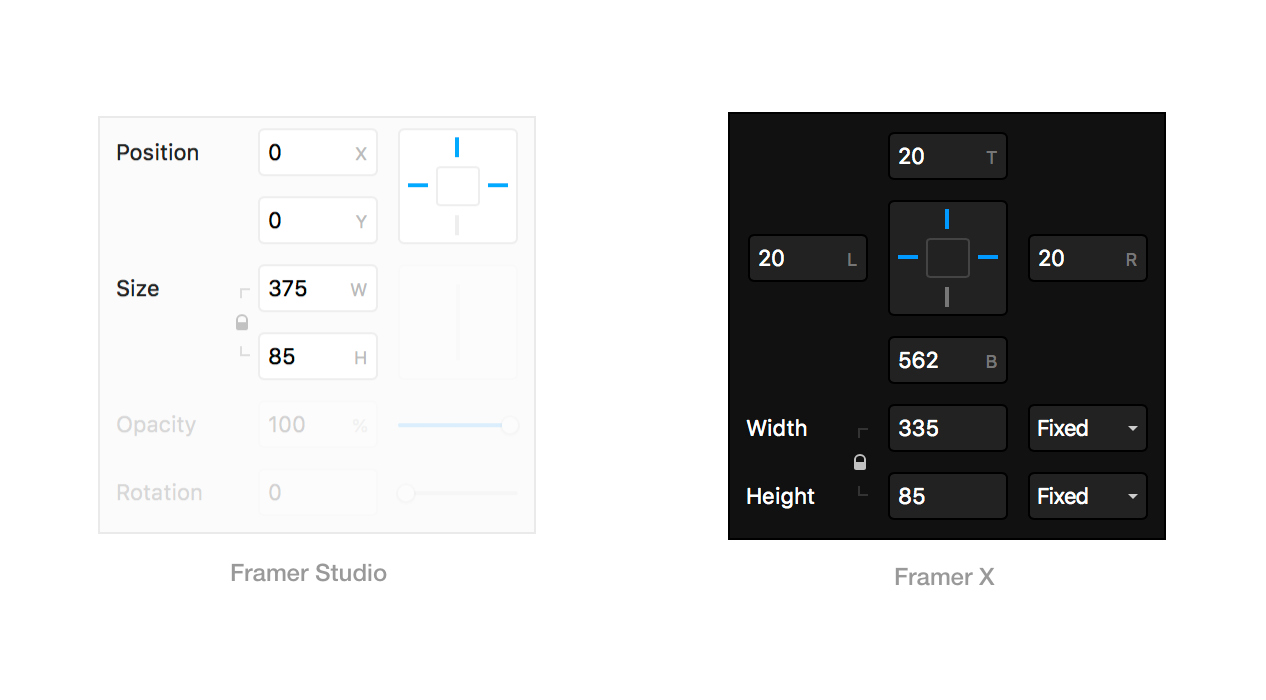 Position 0 X
0 Y
Size 375 W
85 H
Opacity 100 %
Rotation 0
Framer Studio
20 T
20 L 20 R
562 B
Width 335 Fixed
Height 85 Fixed
Framer X